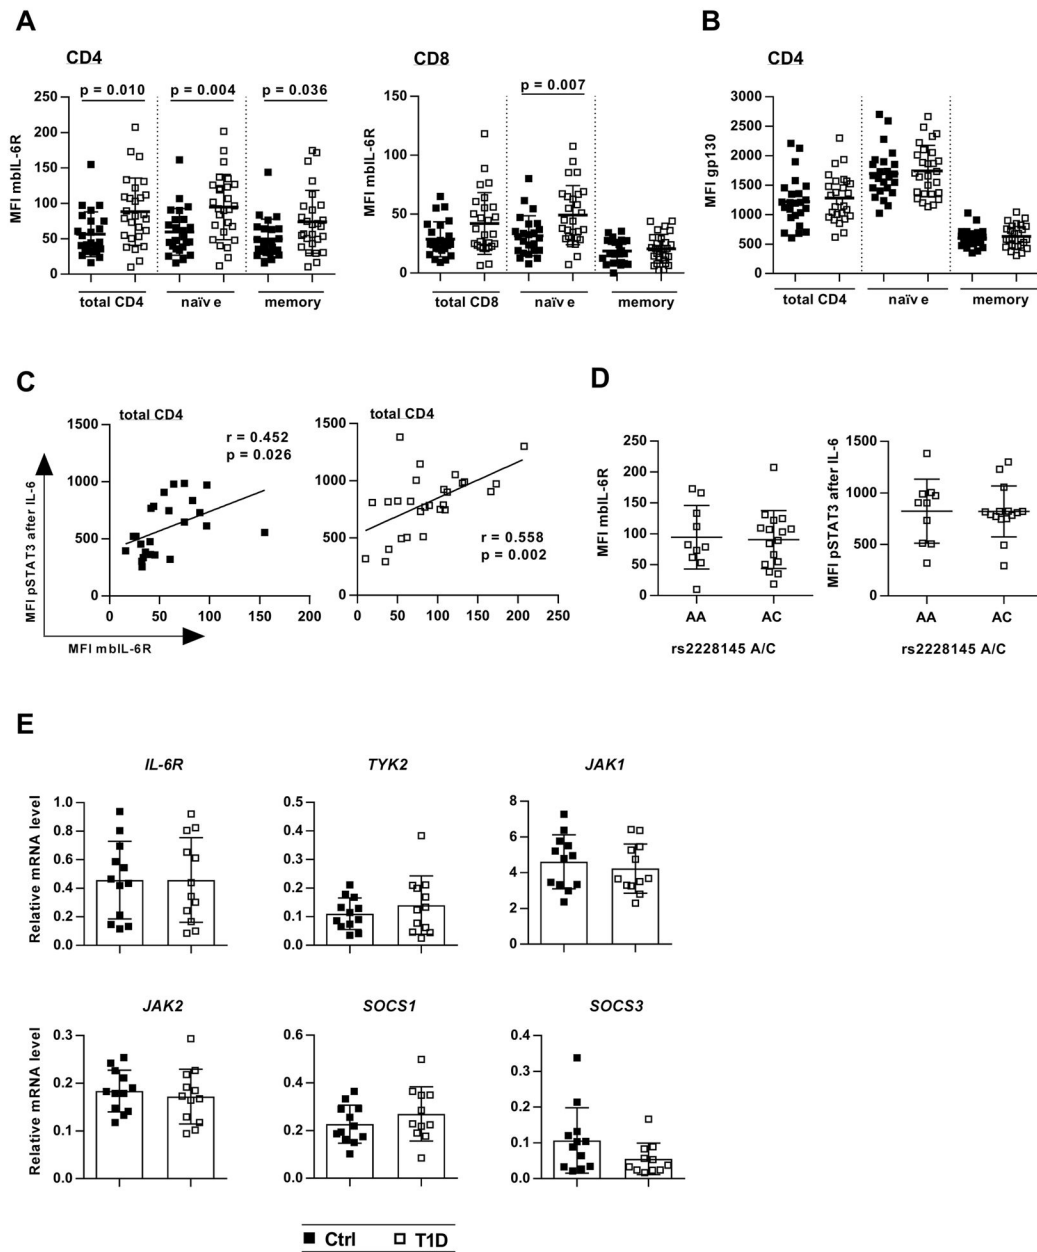 A
B
CD4
CD8
CD4
p = 0.010 p = 0.004 p = 0.036
p = 0.007
MFI mbIL-6R
250
200
150
100
50
0
total CD4 naïv e memory
MFI mbIL-6R
150
100
50
0
total CD8 naïv e memory
MFI gp130
3000
2500
2000
1500
1000
500
0
total CD4 naïv e memory
C
D
total CD4
MFI pSTAT3 after IL-6
MFI mbIL-6R
1500
1000
500
0
0 50 100 150 200
r = 0.452
p = 0.026
total CD4
1500
1000
500
0
0 50 100 150 200 250
r = 0.558
p = 0.002
MFI mbIL-6R
250
200
150
100
50
0
AA AC
rs2228145 A/C
MFI pSTAT3 after IL-6
1500
1000
500
0
AA AC
rs2228145 A/C
E
IL-6R
Relative mRNA level
1.0
0.8
0.6
0.4
0.2
0.0
TYK2
0.5
0.4
0.3
0.2
0.1
0.0
JAK1
8
6
4
2
0
JAK2
Relative mRNA level
0.3
0.2
0.1
0.0
SOCS1
0.6
0.4
0.2
0.0
SOCS3
0.4
0.3
0.2
0.1
0.0
Ctrl T1D